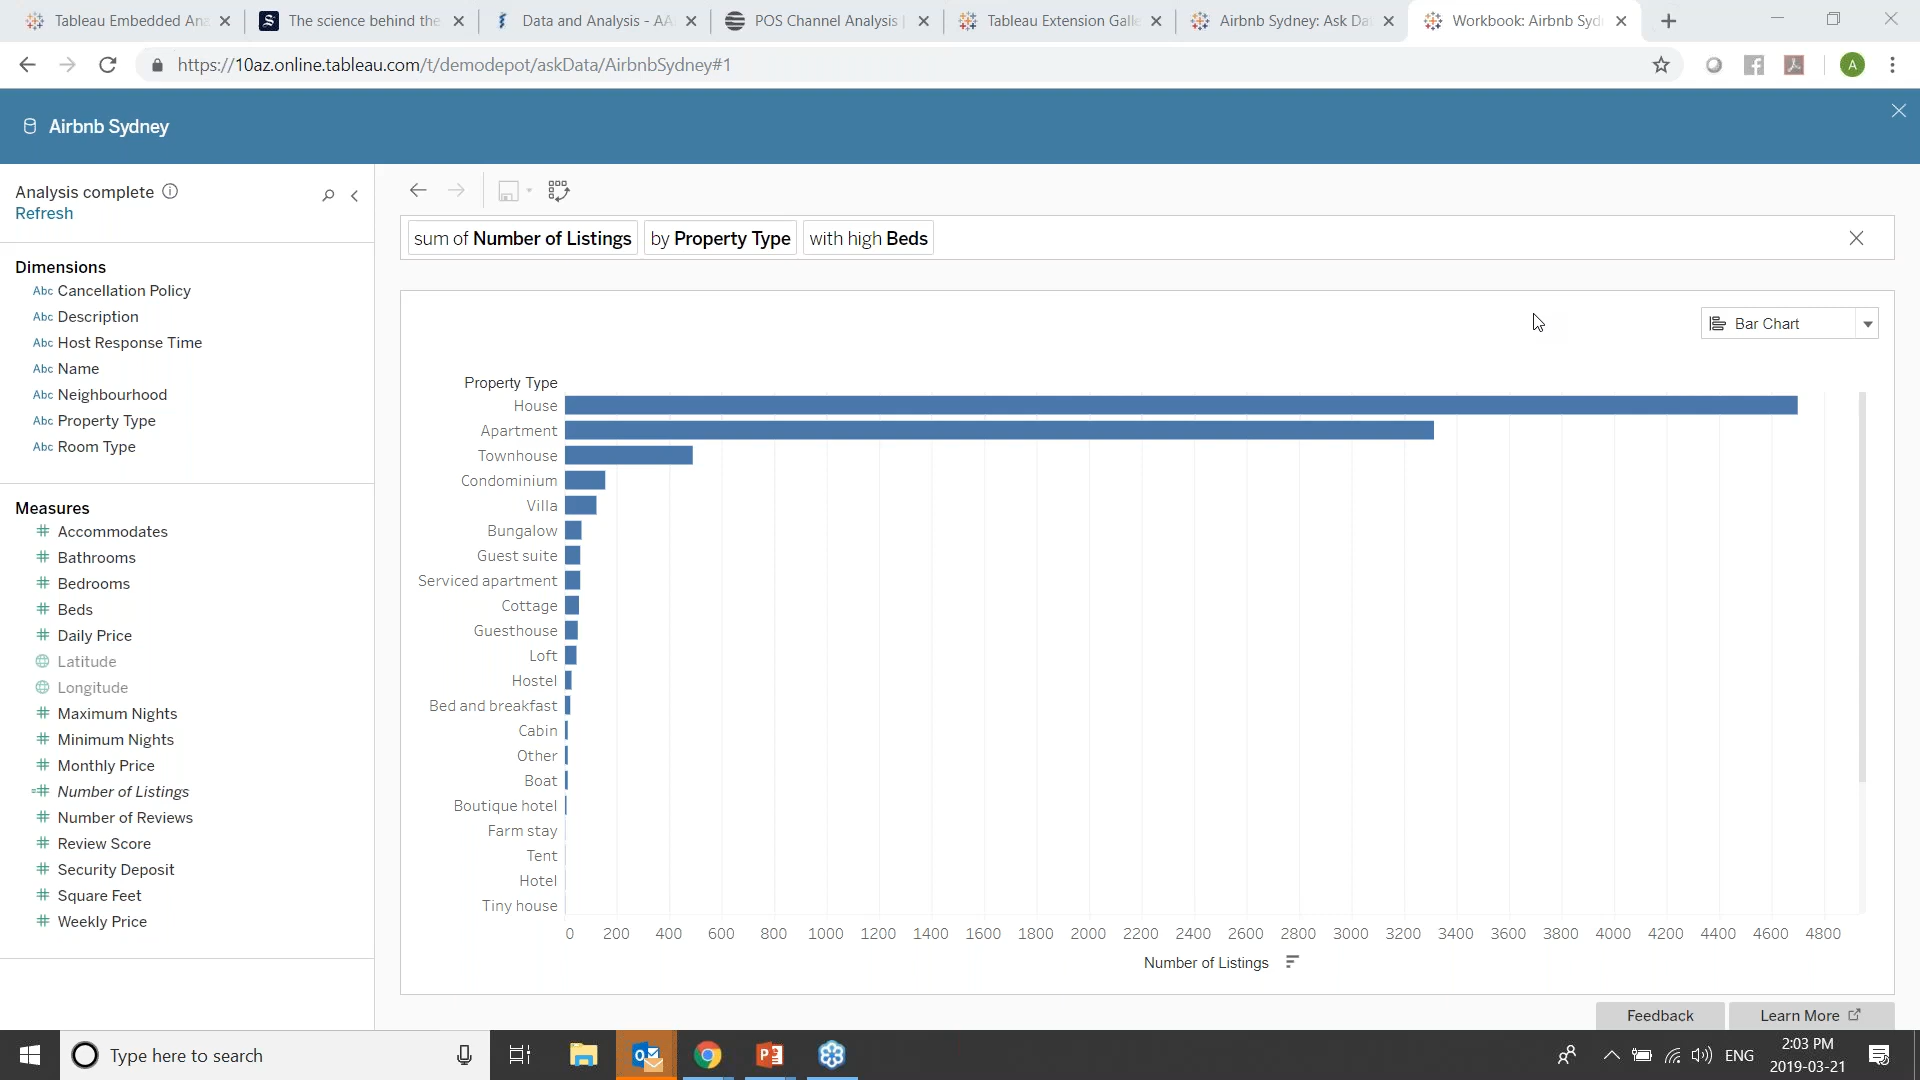 Tableau Embedded An
The science behind the
Data and Analysis - AA
POS Channel Analysis |
Tableau Extension Galle
Airbnb Sydney: Ask Da
Workbook: Airbnb Syd
https://10az.online.tableau.com/t/demodepot/askData/AirbnbSydney#1
A
Airbnb Sydney
Analysis complete
Refresh
Dimensions
Abc Cancellation Policy
Abc Description
Abc Host Response Time
Abc Name
Abc Neighbourhood
Abc Property Type
Abc Room Type
Measures
# Accommodates
# Bathrooms
# Bedrooms
# Beds
# Daily Price
Latitude
Longitude
# Maximum Nights
# Minimum Nights
# Monthly Price
=# Number of Listings
# Number of Reviews
# Review Score
# Security Deposit
# Square Feet
# Weekly Price
sum of Number of Listings by Property Type with high Beds
Bar Chart
Property Type
House
Apartment
Townhouse
Condominium
Villa
Bungalow
Guest suite
Serviced apartment
Cottage
Guesthouse
Loft
Hostel
Bed and breakfast
Cabin
Other
Boat
Boutique hotel
Farm stay
Tent
Hotel
Tiny house
0 200 400 600 800 1000 1200 1400 1600 1800 2000 2200 2400 2600 2800 3000 3200 3400 3600 3800 4000 4200 4400 4600 4800
Number of Listings
Feedback
Learn More
Type here to search
ENG
2:03 PM
2019-03-21